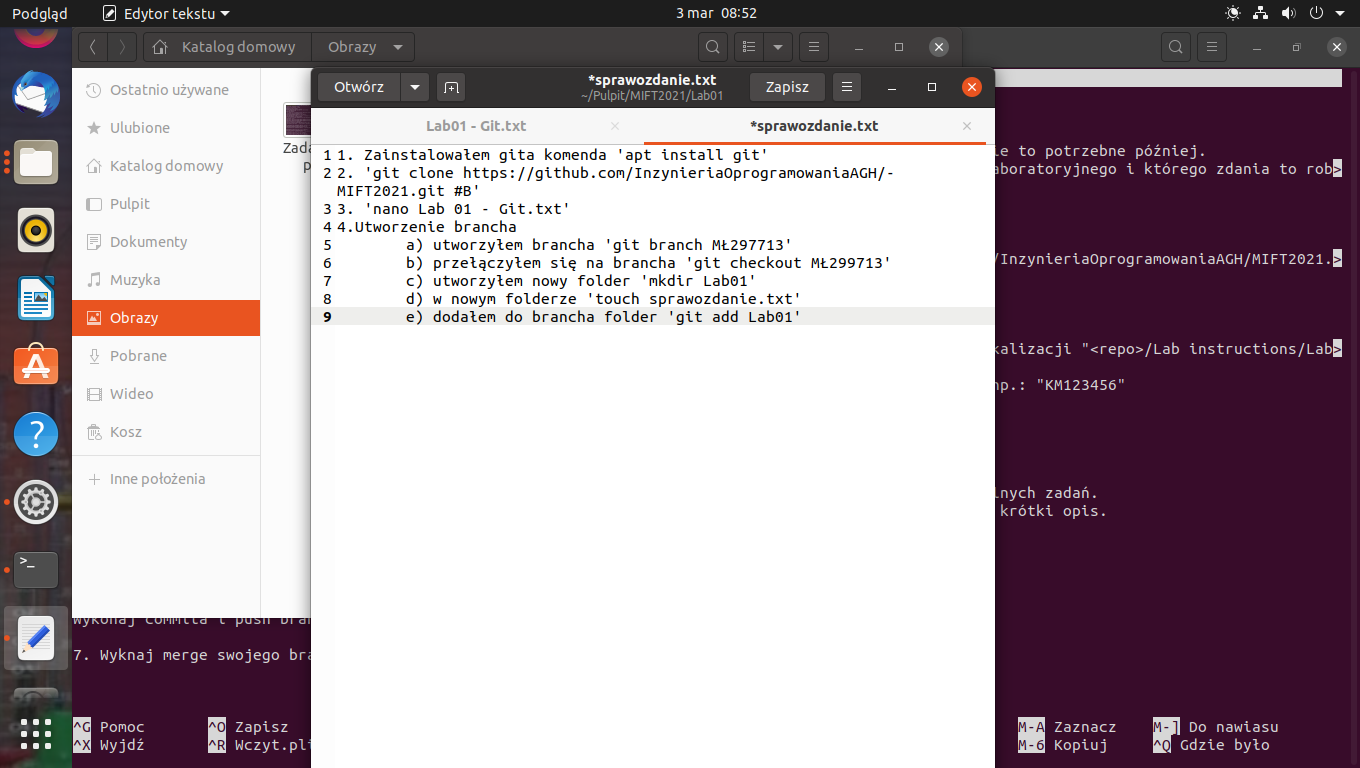 Podgląd
Edytor tekstu
3 mar 08:52
Katalog domowy
Obrazy
Ostatnio używane
Ulubione
Katalog domowy
Pulpit
Dokumenty
Muzyka
Obrazy
Pobrane
Wideo
Kosz
Inne położenia
Zada
p
Otwórz
*sprawozdanie.txt
~/Pulpit/MIFT2021/Lab01
Zapisz
Lab01 - Git.txt
*sprawozdanie.txt
1 1. Zainstalowałem gita komenda 'apt install git'
2 2. 'git clone https://github.com/InzynieriaOprogramowaniaAGH/-
MIFT2021.git #B'
3 3. 'nano Lab 01 - Git.txt'
4 4.Utworzenie brancha
5 a) utworzyłem brancha 'git branch MŁ297713'
6 b) przełączyłem się na brancha 'git checkout MŁ299713'
7 c) utworzyłem nowy folder 'mkdir Lab01'
8 d) w nowym folderze 'touch sprawozdanie.txt'
9 e) dodałem do brancha folder 'git add Lab01'
ie to potrzebne później.
aboratoryjnego i którego zdania to rob>
/InzynieriaOprogramowaniaAGH/MIFT2021.>
kalizacji "<repo>/Lab instructions/Lab>
np.: "KM123456"
lnych zadań.
krótki opis.
Wykonaj commita i push bran
7. Wyknaj merge swojego bra
^G Pomoc
^O Zapisz
M-A Zaznacz
M-] Do nawiasu
^X Wyjdź
^R Wczyt.pli
M-6 Kopiuj
^Q Gdzie było